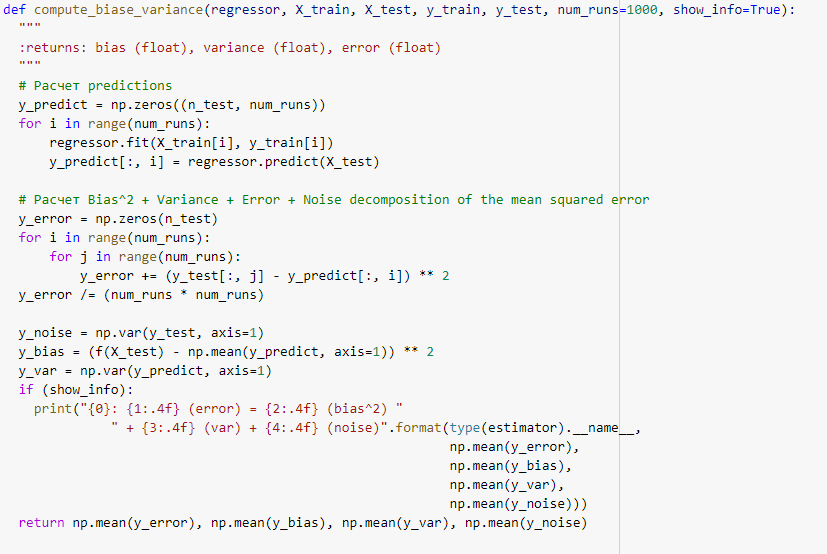 def compute_biase_variance(regressor, X_train, X_test, y_train, y_test, num_runs=1000, show_info=True):
  """
  :returns: bias (float), variance (float), error (float)
  """
  # Расчет predictions
  y_predict = np.zeros((n_test, num_runs))
  for i in range(num_runs):
      regressor.fit(X_train[i], y_train[i])
      y_predict[:, i] = regressor.predict(X_test)

  # Расчет Bias^2 + Variance + Error + Noise decomposition of the mean squared error
  y_error = np.zeros(n_test)
  for i in range(num_runs):
      for j in range(num_runs):
          y_error += (y_test[:, j] - y_predict[:, i]) ** 2
  y_error /= (num_runs * num_runs)

  y_noise = np.var(y_test, axis=1)
  y_bias = (f(X_test) - np.mean(y_predict, axis=1)) ** 2
  y_var = np.var(y_predict, axis=1)
  if (show_info):
    print("{0}: {1:.4f} (error) = {2:.4f} (bias^2) "
              " + {3:.4f} (var) + {4:.4f} (noise)".format(type(estimator).__name__,
                                                          np.mean(y_error),
                                                          np.mean(y_bias),
                                                          np.mean(y_var),
                                                          np.mean(y_noise)))
  return np.mean(y_error), np.mean(y_bias), np.mean(y_var), np.mean(y_noise)